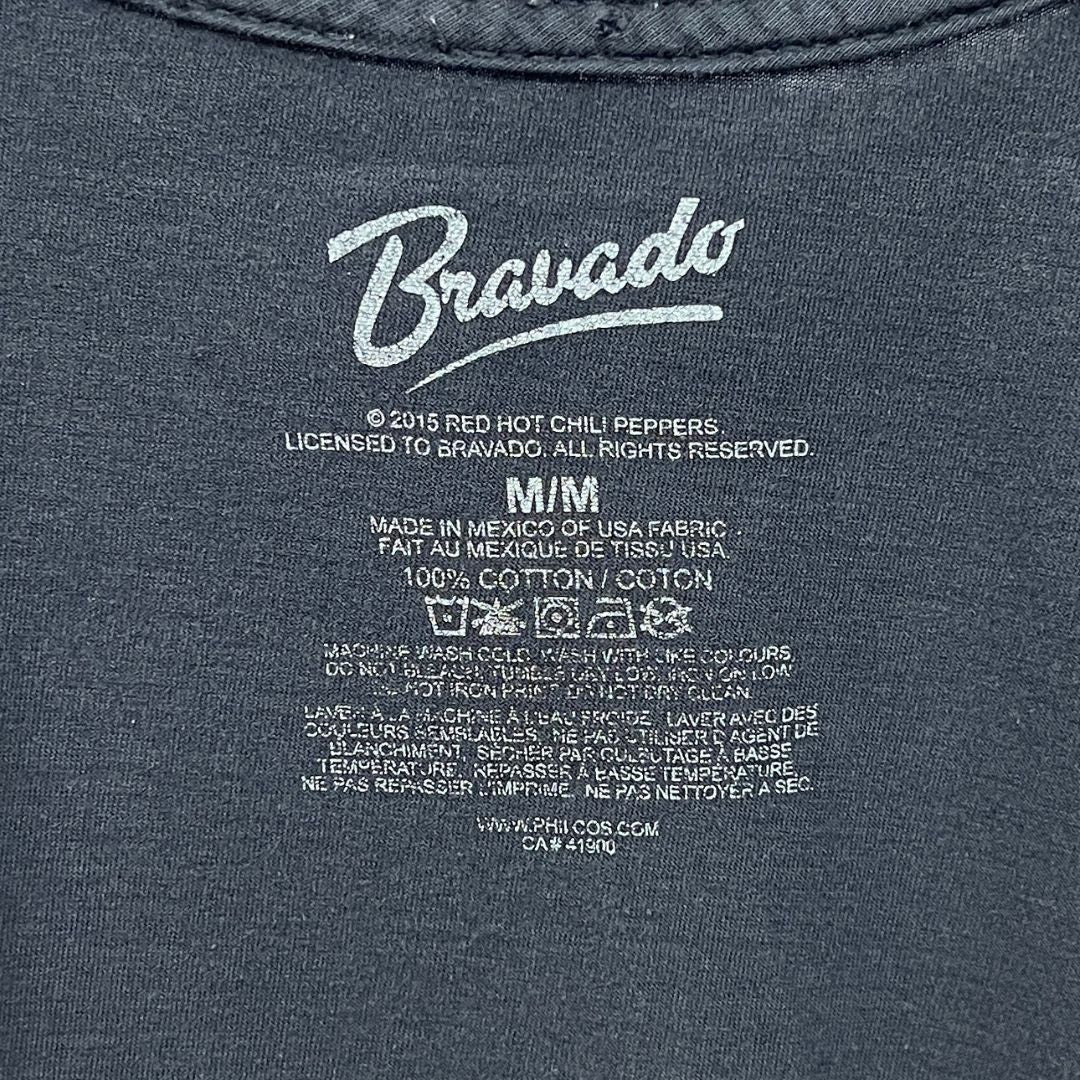 Bravado
© 2015 RED HOT CHILI PEPPERS.
LICENSED TO BRAVADO. ALL RIGHTS RESERVED.
M/M
MADE IN MEXICO OF USA FABRIC
FAIT AU MEXIQUE DE TISSU USA.
100% COTTON / COTON
MACHINE WASH COLD. WASH WITH LIKE COLOURS
DO NOT BLEACH. TUMBLE DRY LOW. IRON ON LOW
DO NOT IRON PRINT. DO NOT DRY CLEAN.
LAVER A LA MACHINE À L'EAU FROIDE. LAVER AVEC DES
COULEURS SEMBLABLES. NE PAS UTILISER D'AGENT DE
BLANCHIMENT. SÉCHER PAR CULBUTAGE A BASSE
TEMPÉRATURE. REPASSER A BASSE TEMPÉRATURE.
NE PAS REPASSER L'IMPRIMÉ. NE PAS NETTOYER A SEC.
WWW.PHILCOS.COM
CA# 41900